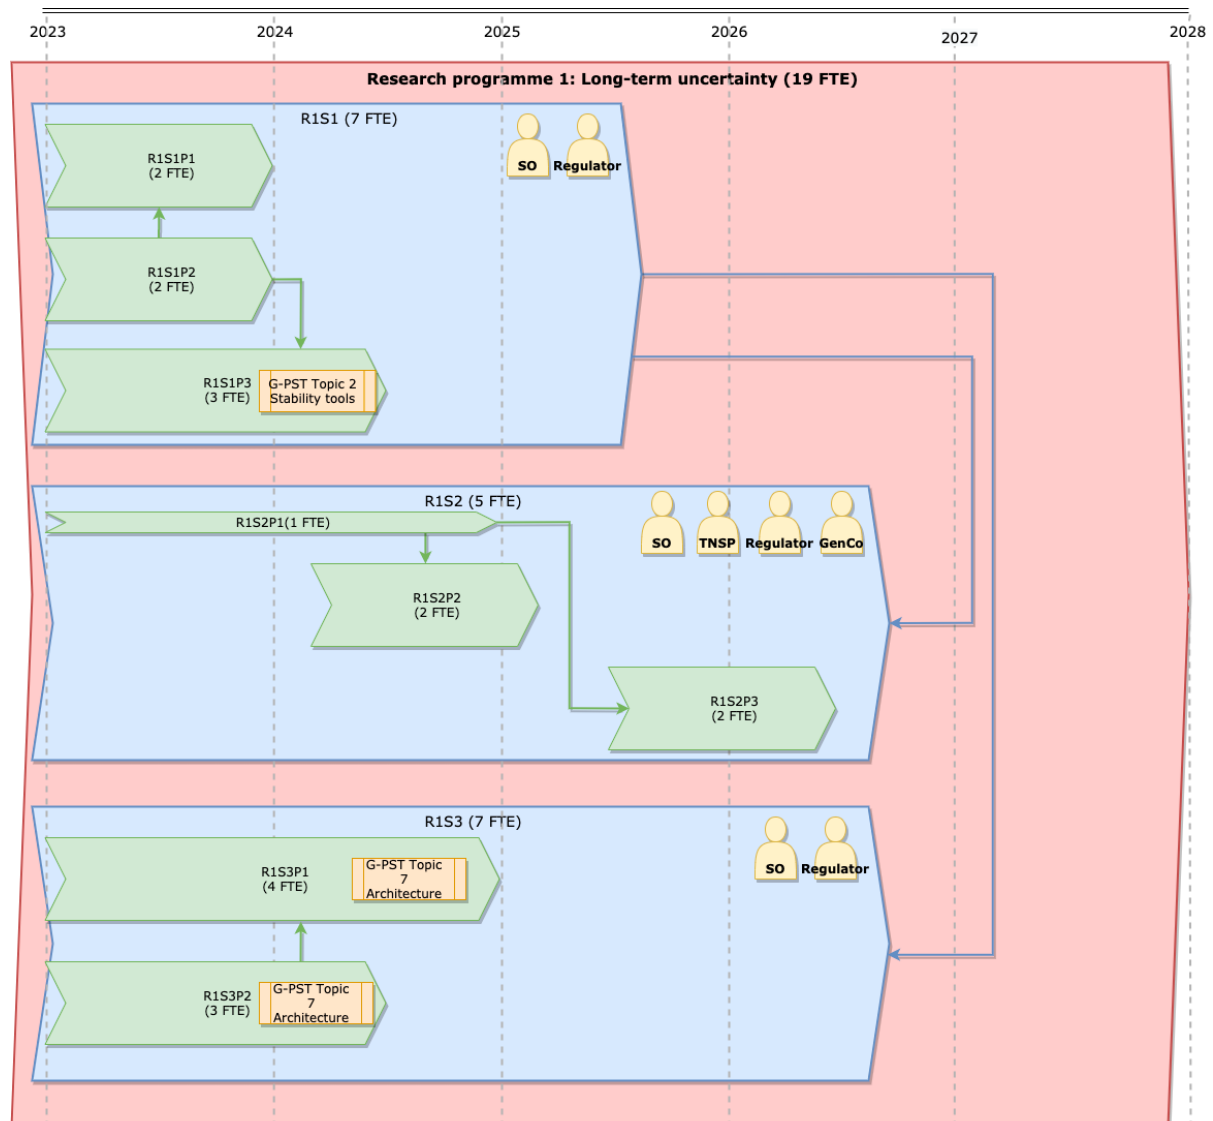 2023
2024
2025
2026
2027
2028
Research programme 1: Long-term uncertainty (19 FTE)
R1S1 (7 FTE)
SO
Regulator
R1S1P1
(2 FTE)
R1S1P2
(2 FTE)
R1S1P3
(3 FTE)
G-PST Topic 2
Stability tools
R1S2 (5 FTE)
SO
TNSP
Regulator
GenCo
R1S2P1(1 FTE)
R1S2P2
(2 FTE)
R1S2P3
(2 FTE)
R1S3 (7 FTE)
SO
Regulator
R1S3P1
(4 FTE)
G-PST Topic
7
Architecture
R1S3P2
(3 FTE)
G-PST Topic
7
Architecture